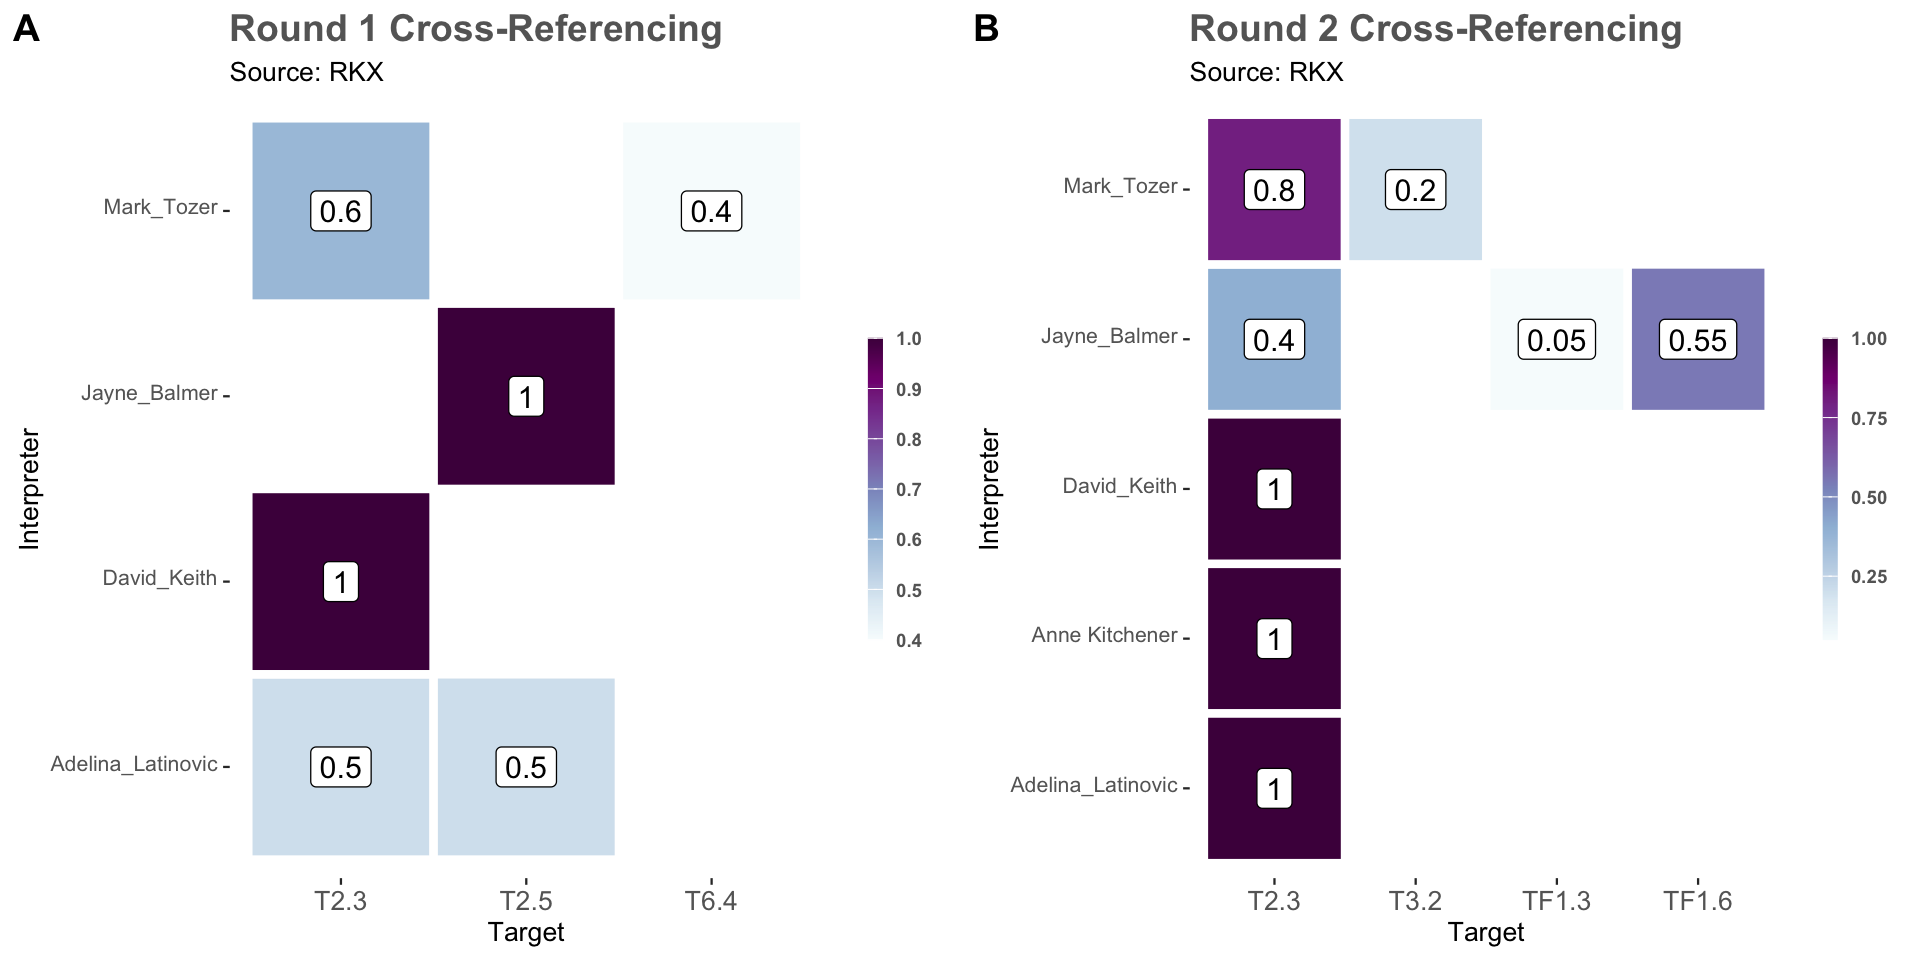 A
Round 1 Cross-Referencing
Source: RKX
Interpreter
Mark_Tozer
0.6
0.4
Jayne_Balmer
1
David_Keith
1
Adelina_Latinovic
0.5
0.5
T2.3
T2.5
T6.4
Target
1.0
0.9
0.8
0.7
0.6
0.5
0.4
B
Round 2 Cross-Referencing
Source: RKX
Interpreter
Mark_Tozer
0.8
0.2
Jayne_Balmer
0.4
0.05
0.55
David_Keith
1
Anne Kitchener
1
Adelina_Latinovic
1
T2.3
T3.2
TF1.3
TF1.6
Target
1.00
0.75
0.50
0.25